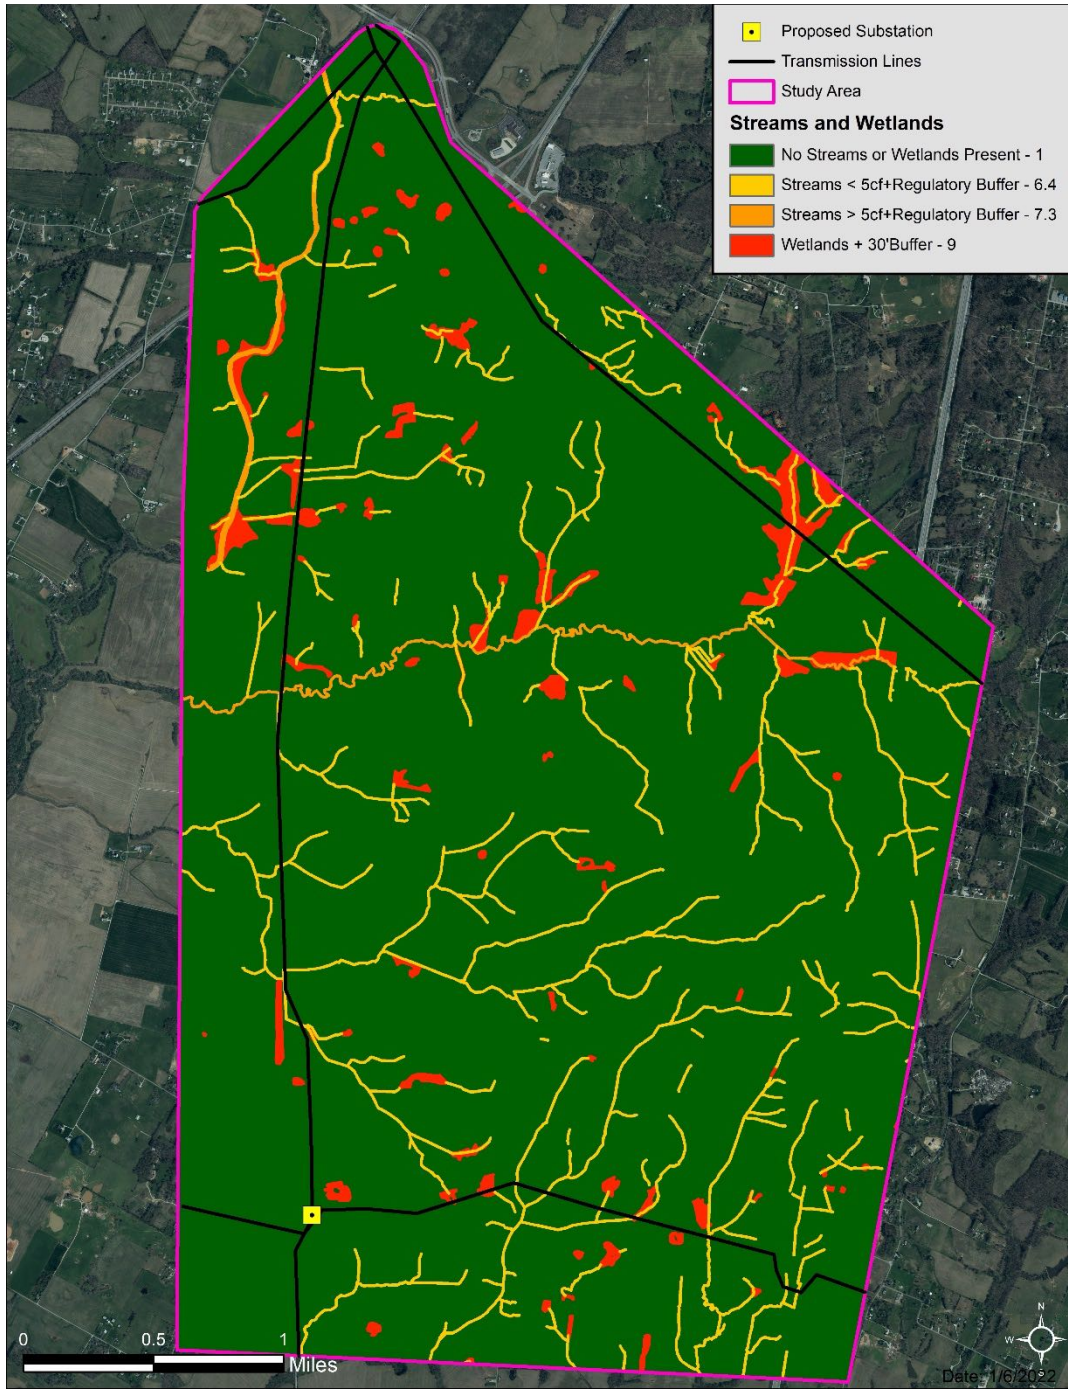 Proposed Substation
Transmission Lines
Study Area
Streams and Wetlands
No Streams or Wetlands Present - 1
Streams < 5cf+Regulatory Buffer - 6.4
Streams > 5cf+Regulatory Buffer - 7.3
Wetlands + 30'Buffer - 9
0 0.5 1
Miles
N
W
S
Date: 1/6/2022